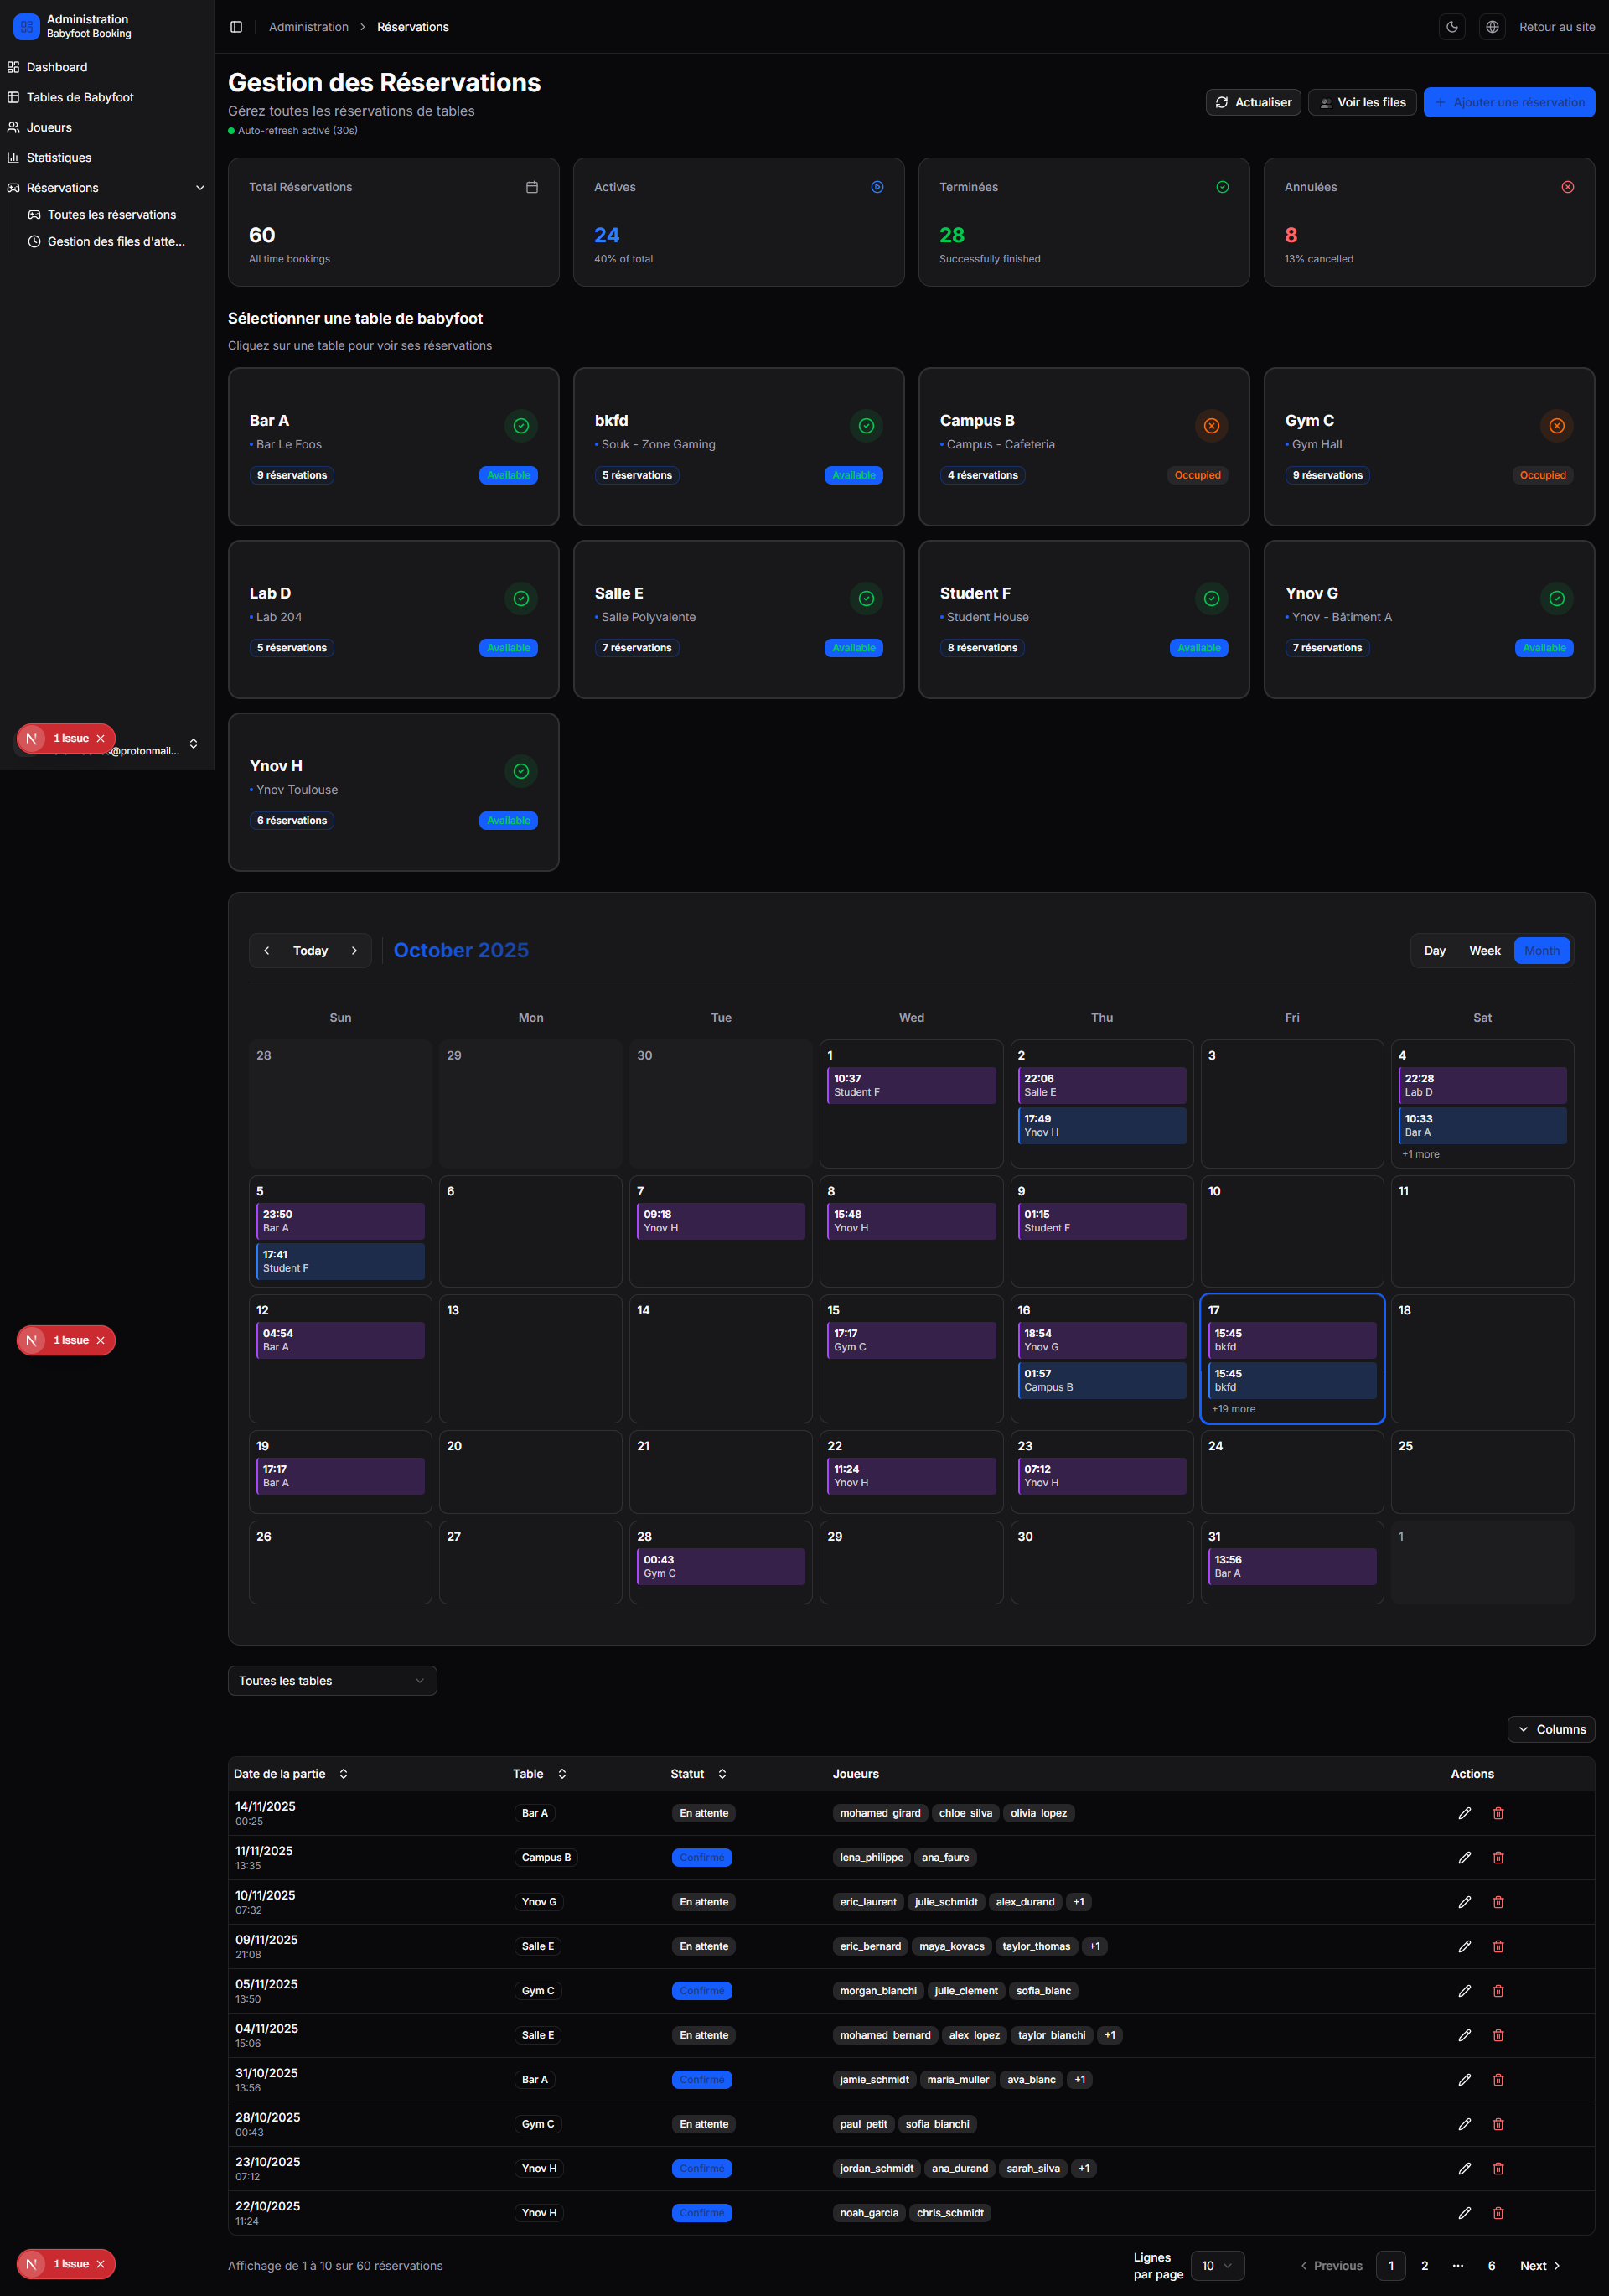 Administration
Babyfoot Booking
Dashboard
Tables de Babyfoot
Joueurs
Statistiques
Réservations
Toutes les réservations
Gestion des files d'atte...
1 Issue
@protonmail...
Administration > Réservations
Retour au site
Gestion des Réservations
Gérez toutes les réservations de tables
Auto-refresh activé (30s)
Actualiser
Voir les files
+ Ajouter une réservation
Total Réservations
60
All time bookings
Actives
24
40% of total
Terminées
28
Successfully finished
Annulées
8
13% cancelled
Sélectionner une table de babyfoot
Cliquez sur une table pour voir ses réservations
Bar A
• Bar Le Foos
9 réservations
Available
bkfd
• Souk - Zone Gaming
5 réservations
Available
Campus B
• Campus - Cafeteria
4 réservations
Occupied
Gym C
• Gym Hall
9 réservations
Occupied
Lab D
• Lab 204
5 réservations
Available
Salle E
• Salle Polyvalente
7 réservations
Available
Student F
• Student House
8 réservations
Available
Ynov G
• Ynov - Bâtiment A
7 réservations
Available
Ynov H
• Ynov Toulouse
6 réservations
Available
Today
October 2025
Day Week Month
Sun Mon Tue Wed Thu Fri Sat
28
29
30
1
10:37
Student F
2
22:06
Salle E
17:49
Ynov H
3
4
22:28
Lab D
10:33
Bar A
+1 more
5
23:50
Bar A
17:41
Student F
6
7
09:18
Ynov H
8
15:48
Ynov H
9
01:15
Student F
10
11
12
04:54
Bar A
13
14
15
17:17
Gym C
16
18:54
Ynov G
01:57
Campus B
17
15:45
bkfd
15:45
bkfd
+19 more
18
1 Issue
19
17:17
Bar A
20
21
22
11:24
Ynov H
23
07:12
Ynov H
24
25
26
27
28
00:43
Gym C
29
30
31
13:56
Bar A
1
Toutes les tables
Columns
Date de la partie Table Statut Joueurs Actions
14/11/2025
00:25
Bar A En attente mohamed_girard chloe_silva olivia_lopez
11/11/2025
13:35
Campus B Confirmé lena_philippe ana_faure
10/11/2025
07:32
Ynov G En attente eric_laurent julie_schmidt alex_durand +1
09/11/2025
21:08
Salle E En attente eric_bernard maya_kovacs taylor_thomas +1
05/11/2025
13:50
Gym C Confirmé morgan_bianchi julie_clement sofia_blanc
04/11/2025
15:06
Salle E En attente mohamed_bernard alex_lopez taylor_bianchi +1
31/10/2025
13:56
Bar A Confirmé jamie_schmidt maria_muller ava_blanc +1
28/10/2025
00:43
Gym C En attente paul_petit sofia_bianchi
23/10/2025
07:12
Ynov H Confirmé jordan_schmidt ana_durand sarah_silva +1
22/10/2025
11:24
Ynov H Confirmé noah_garcia chris_schmidt
1 Issue
Affichage de 1 à 10 sur 60 réservations
Lignes
par page
10
Previous 1 2 ... 6 Next